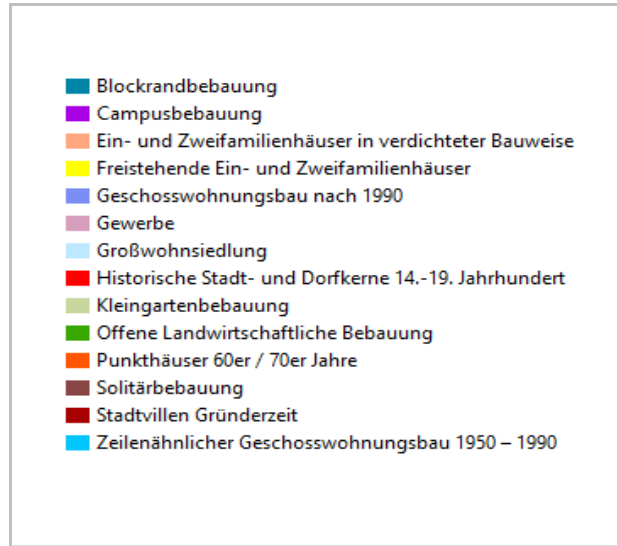 Blockrandbebauung
Campusbebauung
Ein- und Zweifamilienhäuser in verdichteter Bauweise
Freistehende Ein- und Zweifamilienhäuser
Geschosswohnungsbau nach 1990
Gewerbe
Großwohnsiedlung
Historische Stadt- und Dorfkerne 14.-19. Jahrhundert
Kleingartenbebauung
Offene Landwirtschaftliche Bebauung
Punkthäuser 60er / 70er Jahre
Solitärbebauung
Stadtvillen Gründerzeit
Zeilenähnlicher Geschosswohnungsbau 1950 – 1990